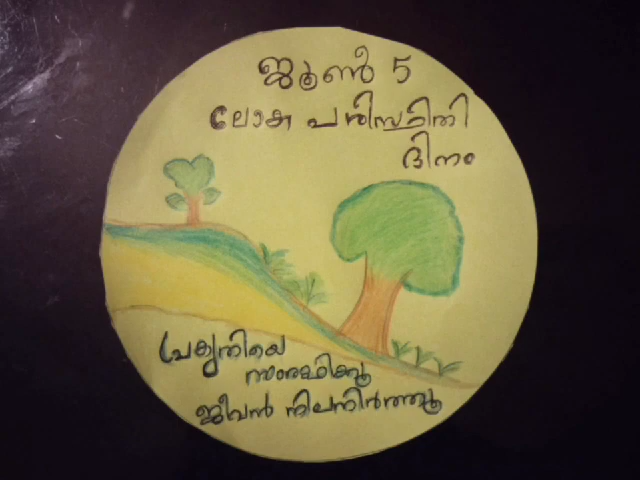 ജൂൺ 5
ലോക പരിസ്ഥിതി
ദിനം
പ്രകൃതിയെ
സംരക്ഷിക്കൂ
ജീവൻ നിലനിർത്തൂ